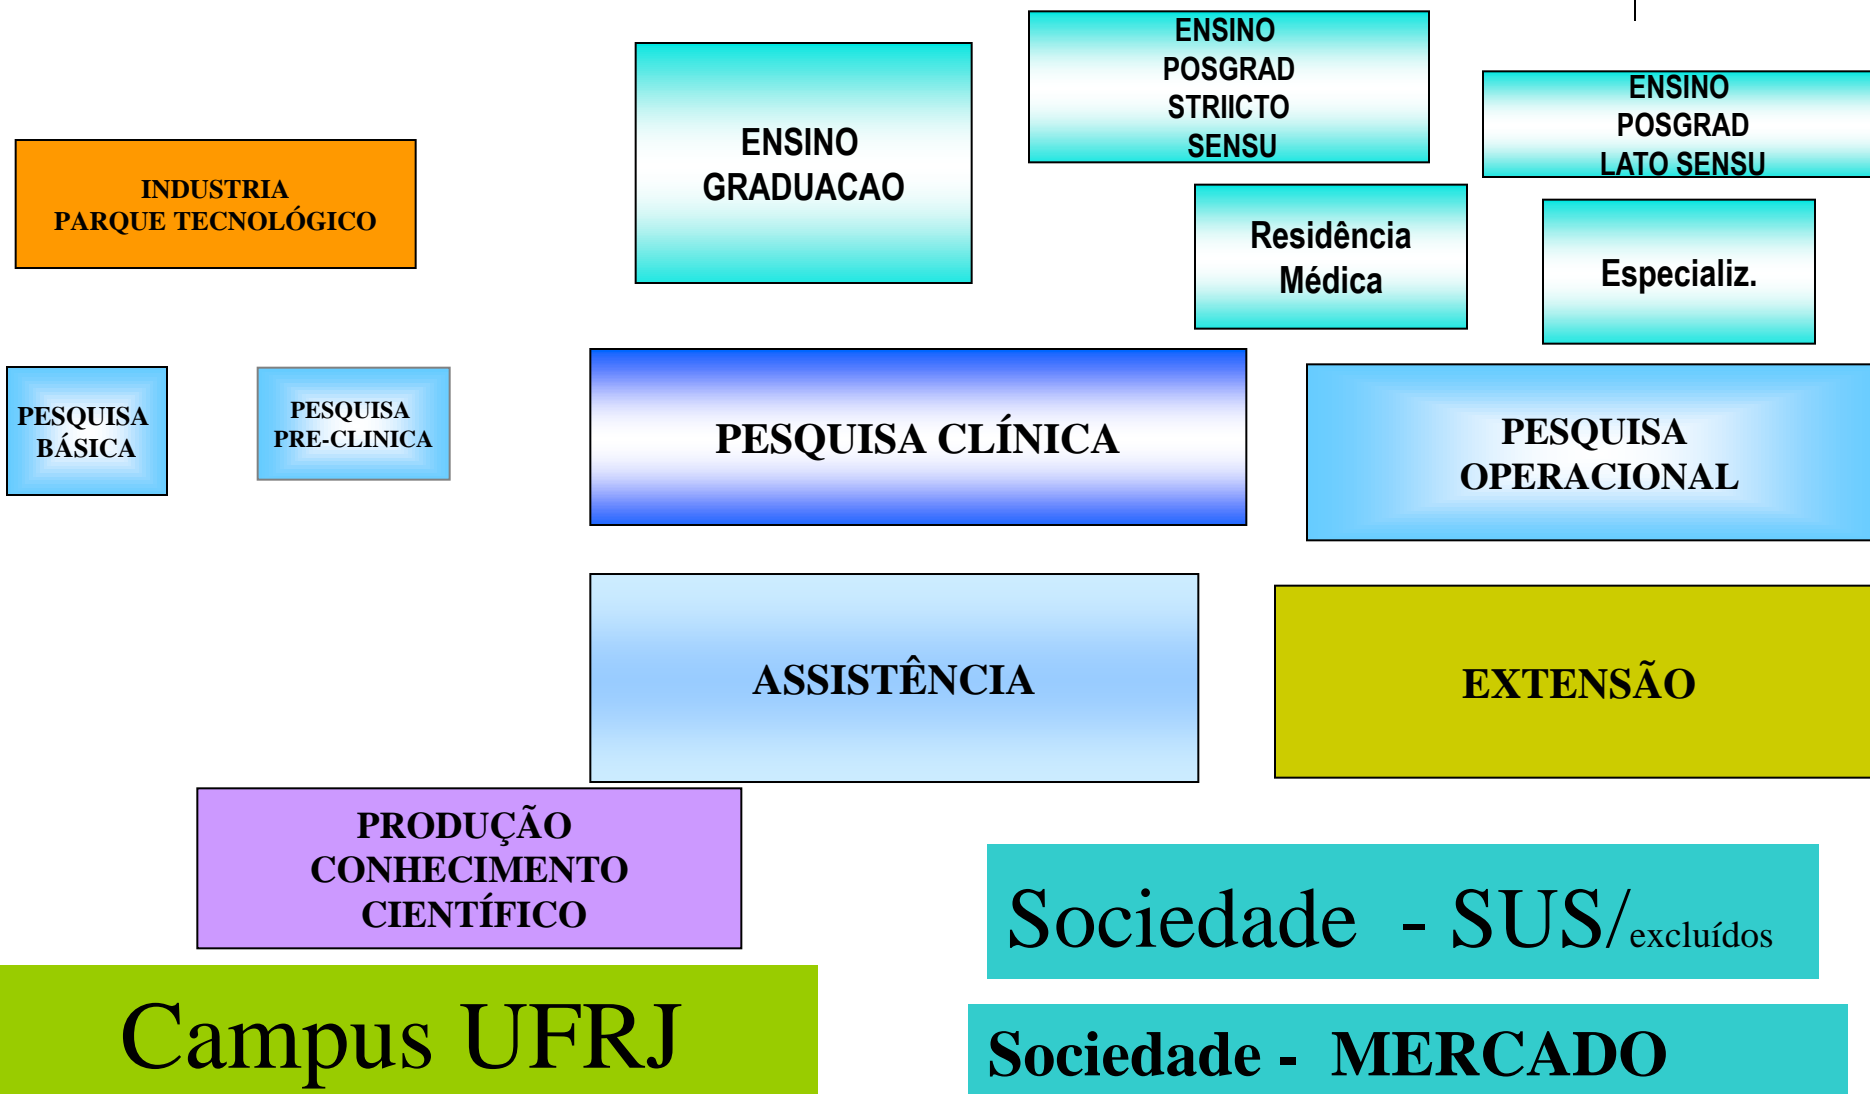 ENSINO
GRADUACAO
ENSINO
POSGRAD
STRIICTO
SENSU
ENSINO
POSGRAD
LATO SENSU
INDUSTRIA
PARQUE TECNOLÓGICO
Residência
Médica
Especializ.
PESQUISA
BÁSICA
PESQUISA
PRE-CLINICA
PESQUISA CLÍNICA
PESQUISA
OPERACIONAL
ASSISTÊNCIA
EXTENSÃO
PRODUÇÃO
CONHECIMENTO
CIENTÍFICO
Sociedade - SUS/excluídos
Campus UFRJ
Sociedade - MERCADO